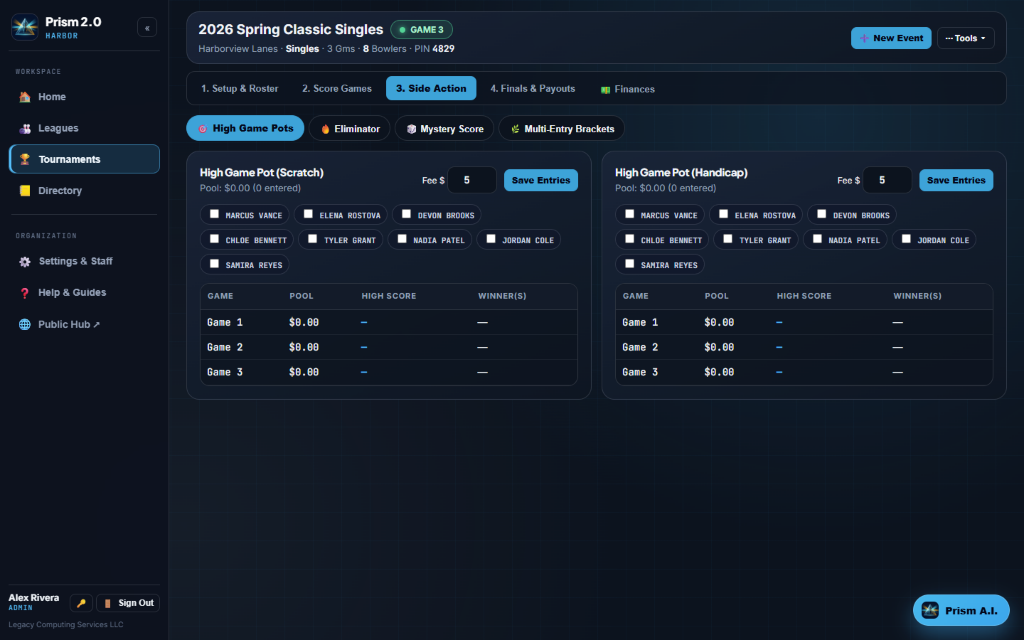 Prism 2.0
HARBOR
«
WORKSPACE
Home
Leagues
Tournaments
Directory
ORGANIZATION
Settings & Staff
Help & Guides
Public Hub ↗
Alex Rivera
ADMIN
Sign Out
Legacy Computing Services LLC
2026 Spring Classic Singles
GAME 3
Harborview Lanes · Singles · 3 Gms · 8 Bowlers · PIN 4829
New Event
··· Tools
1. Setup & Roster
2. Score Games
3. Side Action
4. Finals & Payouts
Finances
High Game Pots
Eliminator
Mystery Score
Multi-Entry Brackets
High Game Pot (Scratch)
Pool: $0.00 (0 entered)
Fee $ 5
Save Entries
MARCUS VANCE
ELENA ROSTOVA
DEVON BROOKS
CHLOE BENNETT
TYLER GRANT
NADIA PATEL
JORDAN COLE
SAMIRA REYES
GAME POOL HIGH SCORE WINNER(S)
Game 1 $0.00 – —
Game 2 $0.00 – —
Game 3 $0.00 – —
High Game Pot (Handicap)
Pool: $0.00 (0 entered)
Fee $ 5
Save Entries
MARCUS VANCE
ELENA ROSTOVA
DEVON BROOKS
CHLOE BENNETT
TYLER GRANT
NADIA PATEL
JORDAN COLE
SAMIRA REYES
GAME POOL HIGH SCORE WINNER(S)
Game 1 $0.00 – —
Game 2 $0.00 – —
Game 3 $0.00 – —
Prism A.I.